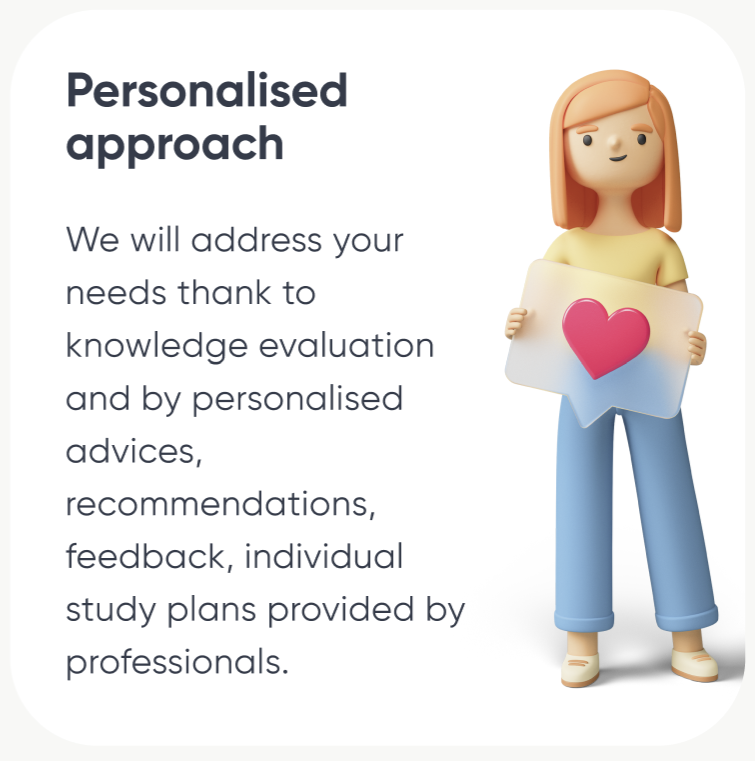 Personalised
approach
We will address your
needs thank to
knowledge evaluation
and by personalised
advices,
recommendations,
feedback, individual
study plans provided by
professionals.